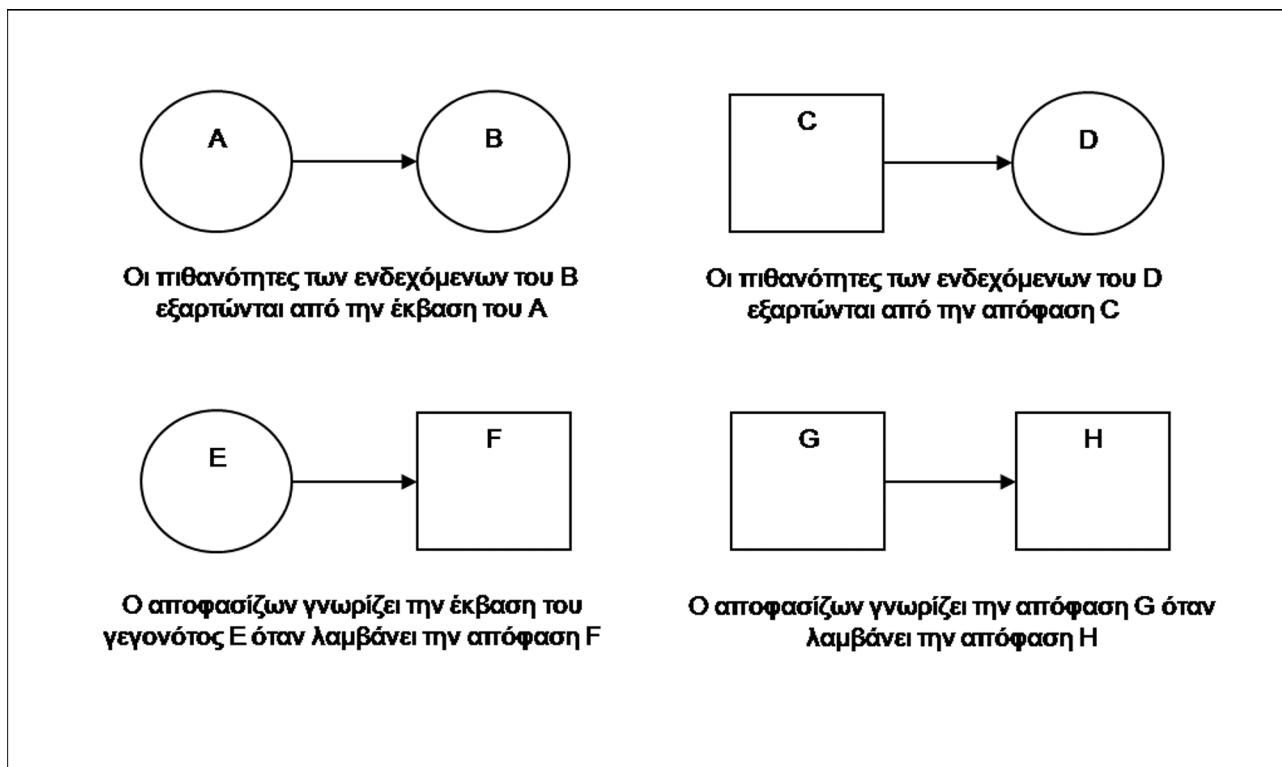 A
B
C
D
Οι πιθανότητες των ενδεχόμενων του Β
εξαρτώνται από την έκβαση του Α
Οι πιθανότητες των ενδεχόμενων του D
εξαρτώνται από την απόφαση C
E
F
G
H
Ο αποφασίζων γνωρίζει την έκβαση του
γεγονότος Ε όταν λαμβάνει την απόφαση F
Ο αποφασίζων γνωρίζει την απόφαση G όταν
λαμβάνει την απόφαση Η